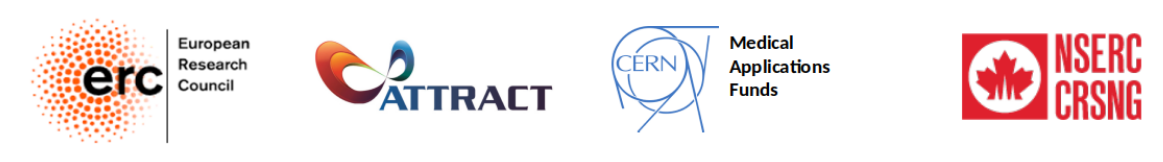 erc
European
Research
Council
ATTRACT
CERN
Medical
Applications
Funds
NSERC
CRSNG